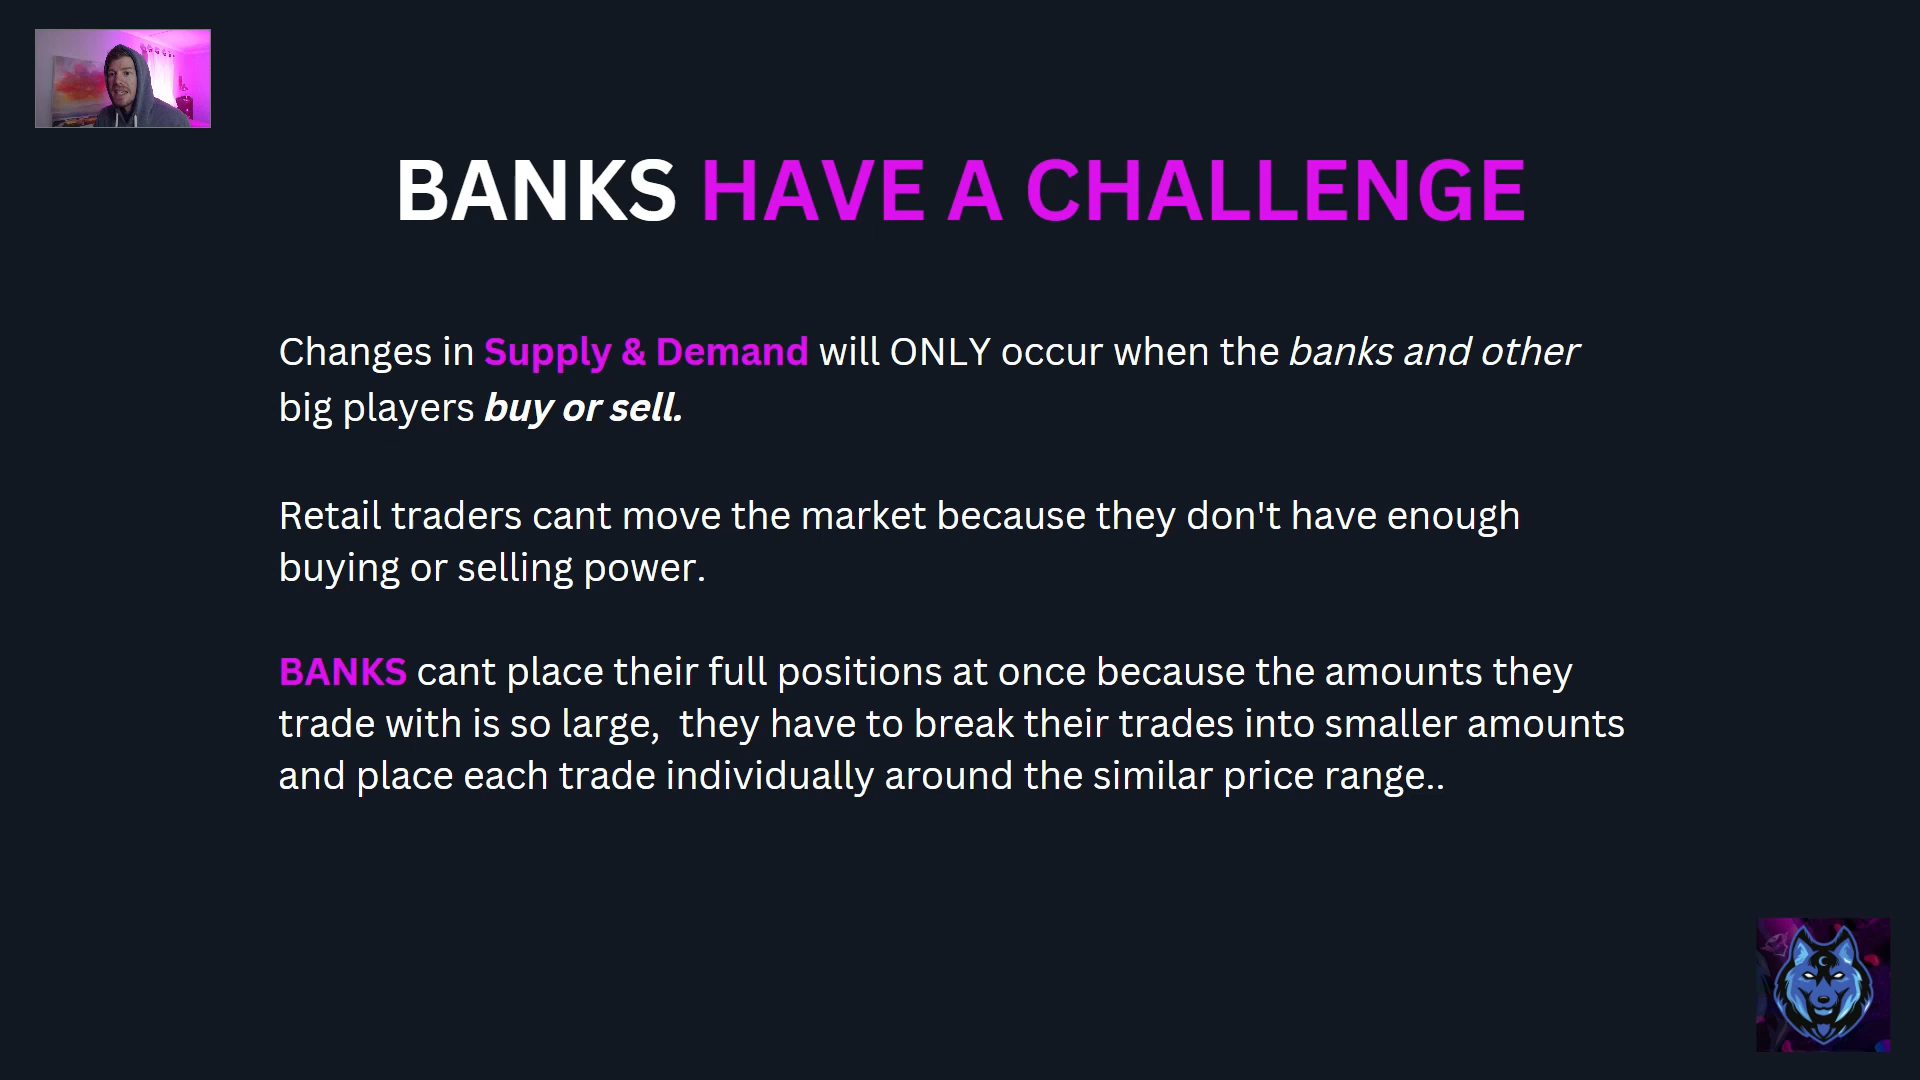 BANKS HAVE A CHALLENGE
Changes in Supply & Demand will ONLY occur when the banks and other
big players buy or sell.
Retail traders cant move the market because they don't have enough
buying or selling power.
BANKS cant place their full positions at once because the amounts they
trade with is so large,  they have to break their trades into smaller amounts
and place each trade individually around the similar price range..